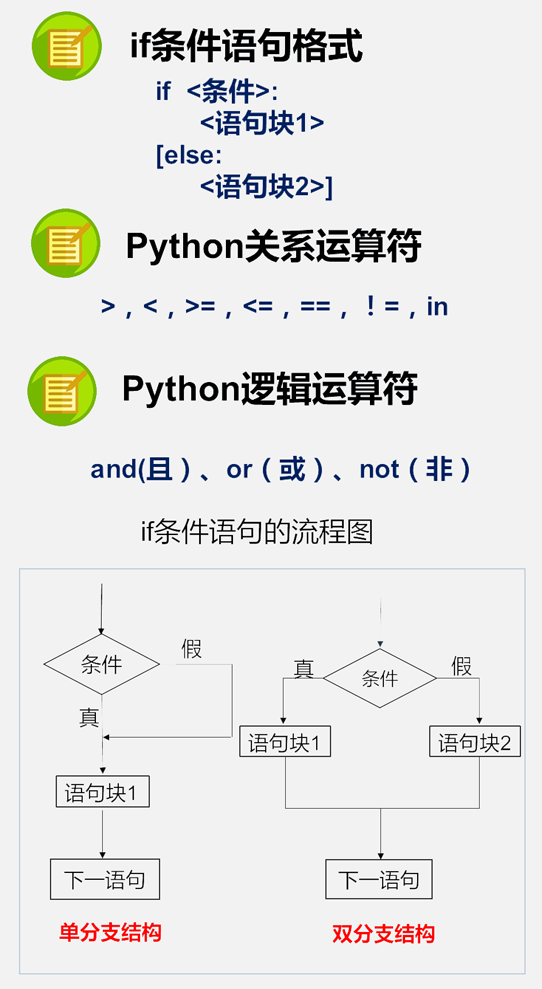 if条件语句格式
if <条件>:
<语句块1>
[else:
<语句块2>]
Python关系运算符
>，<，>=，<=，==，！=，in
Python逻辑运算符
and(且）、or（或）、not（非）
if条件语句的流程图
条件
假
真
语句块1
下一语句
单分支结构
真
条件
假
语句块1
语句块2
下一语句
双分支结构